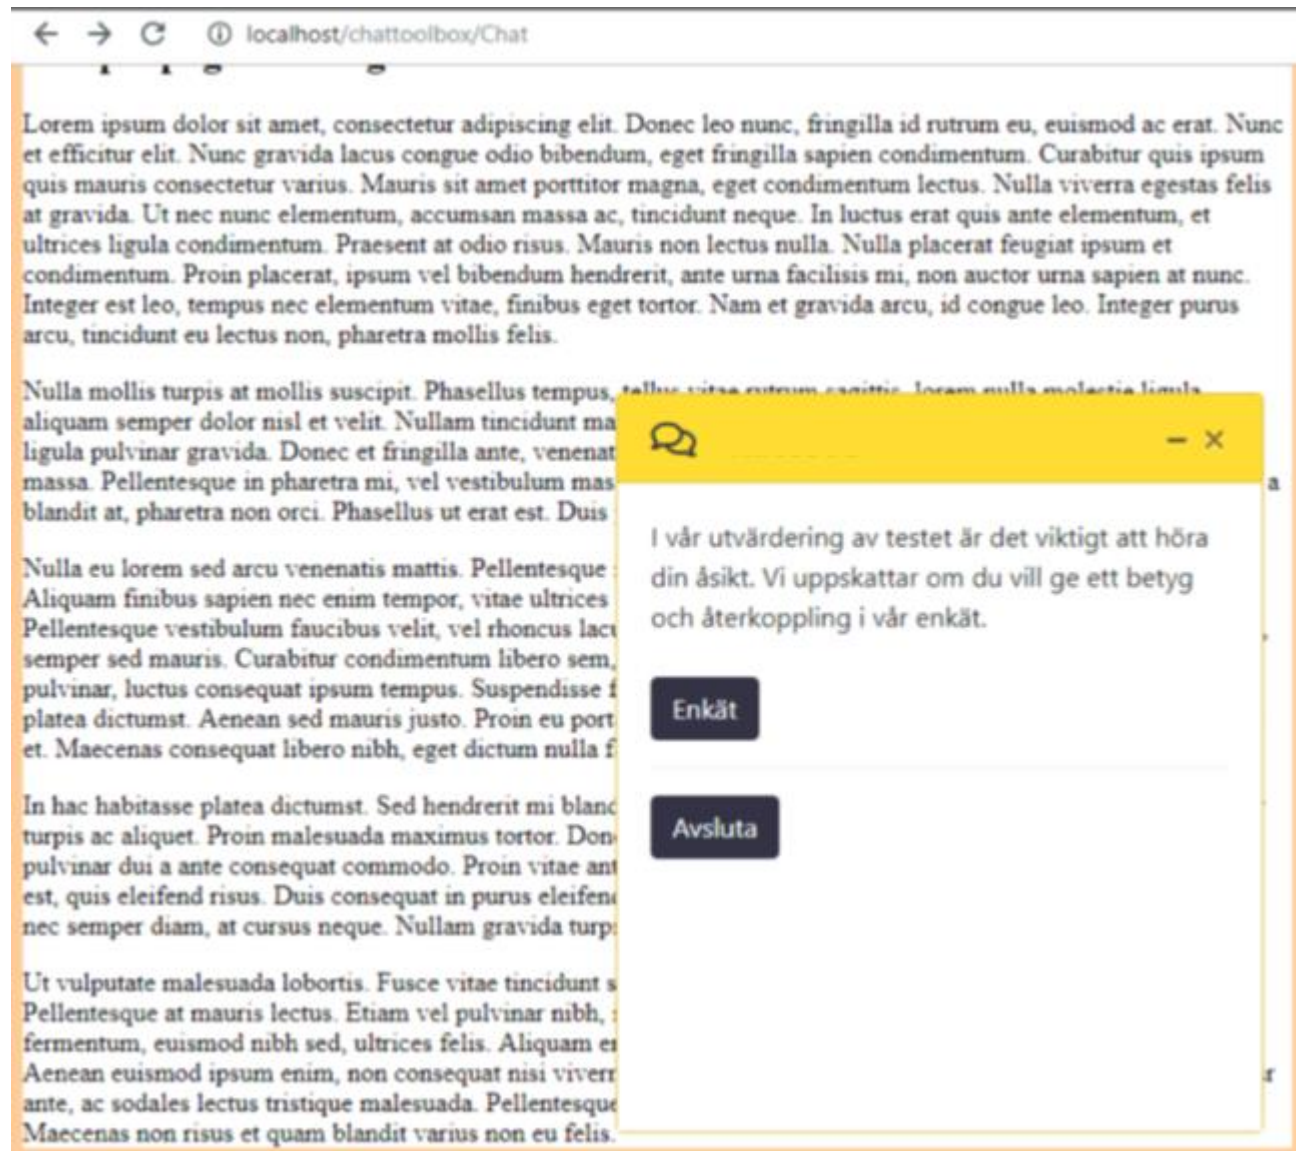 localhost/chattoolbox/Chat
Lorem ipsum dolor sit amet, consectetur adipiscing elit. Donec leo nunc, fringilla id rutrum eu, euismod ac erat. Nunc
et efficitur elit. Nunc gravida lacus congue odio bibendum, eget fringilla sapien condimentum. Curabitur quis ipsum
quis mauris consectetur varius. Mauris sit amet porttitor magna, eget condimentum lectus. Nulla viverra egestas felis
at gravida. Ut nec nunc elementum, accumsan massa ac, tincidunt neque. In luctus erat quis ante elementum, et
ultrices ligula condimentum. Praesent at odio risus. Mauris non lectus nulla. Nulla placerat feugiat ipsum et
condimentum. Proin placerat, ipsum vel bibendum hendrerit, ante urna facilisis mi, non auctor urna sapien at nunc.
Integer est leo, tempus nec elementum vitae, finibus eget tortor. Nam et gravida arcu, id congue leo. Integer purus
arcu, tincidunt eu lectus non, pharetra mollis felis.
Nulla mollis turpis at mollis suscipit. Phasellus tempus, tellus vitae rutrum sagittis, lorem nulla molestie ligula
aliquam semper dolor nisl et velit. Nullam tincidunt ma
ligula pulvinar gravida. Donec et fringilla ante, venenat
massa. Pellentesque in pharetra mi, vel vestibulum mas a
blandit at, pharetra non orci. Phasellus ut erat est. Duis
Nulla eu lorem sed arcu venenatis mattis. Pellentesque
Aliquam finibus sapien nec enim tempor, vitae ultrices
Pellentesque vestibulum faucibus velit, vel rhoncus lacu
semper sed mauris. Curabitur condimentum libero sem,
pulvinar, luctus consequat ipsum tempus. Suspendisse f
platea dictumst. Aenean sed mauris justo. Proin eu port
et. Maecenas consequat libero nibh, eget dictum nulla f
In hac habitasse platea dictumst. Sed hendrerit mi bland
turpis ac aliquet. Proin malesuada maximus tortor. Don
pulvinar dui a ante consequat commodo. Proin vitae ant
est, quis eleifend risus. Duis consequat in purus eleifend
nec semper diam, at cursus neque. Nullam gravida turp
Ut vulputate malesuada lobortis. Fusce vitae tincidunt s
Pellentesque at mauris lectus. Etiam vel pulvinar nibh,
fermentum, euismod nibh sed, ultrices felis. Aliquam e
Aenean euismod ipsum enim, non consequat nisi viverr r
ante, ac sodales lectus tristique malesuada. Pellentesque
Maecenas non risus et quam blandit varius non eu felis.
I vår utvärdering av testet är det viktigt att höra
din åsikt. Vi uppskattar om du vill ge ett betyg
och återkoppling i vår enkät.
Enkät
Avsluta